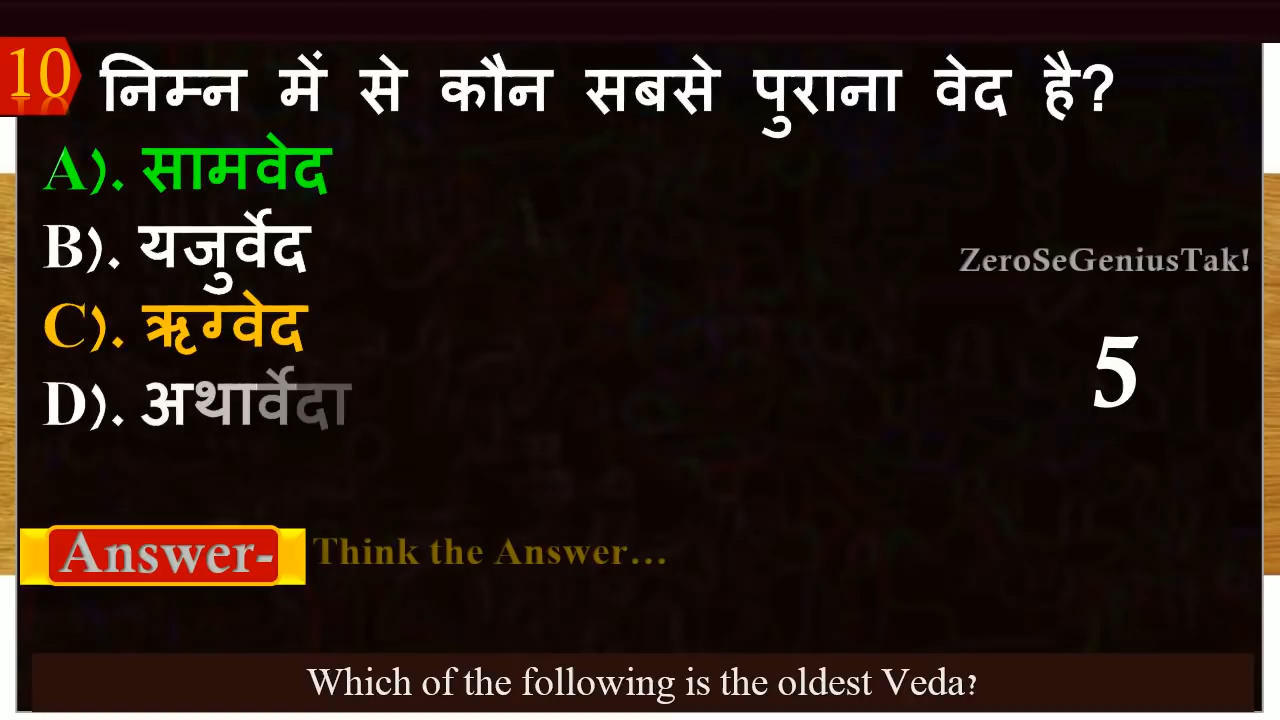 10 निम्न में से कौन सबसे पुराना वेद है?
A). सामवेद
B). यजुर्वेद
C). ऋग्वेद
D). अथार्वेदा
ZeroSeGeniusTak!
5
Answer- Think the Answer...
Which of the following is the oldest Veda?